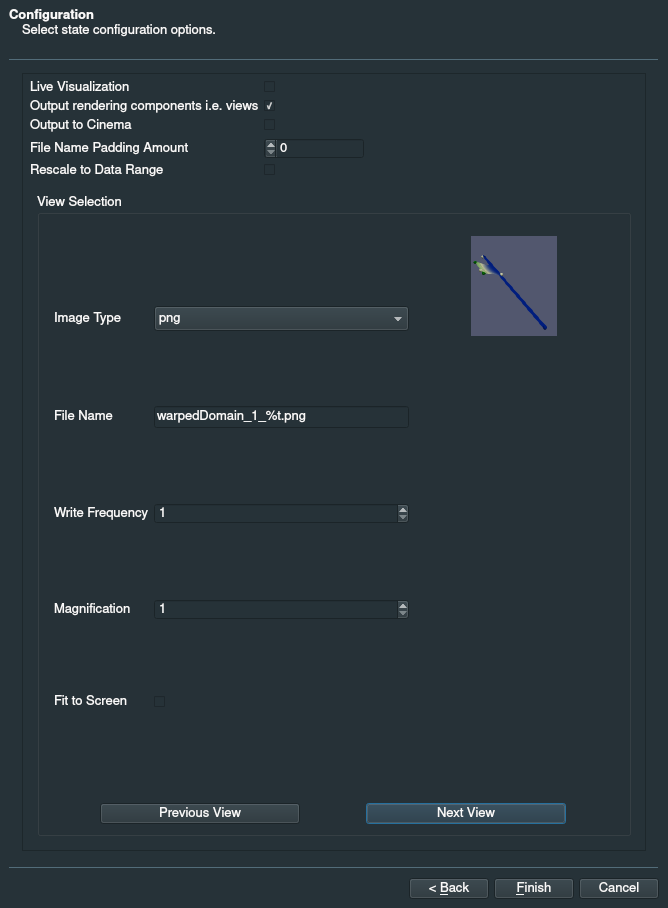 Configuration
Select state configuration options.
Live Visualization
Output rendering components i.e. views
Output to Cinema
File Name Padding Amount 0
Rescale to Data Range
View Selection
Image Type png
File Name warpedDomain_1_%t.png
Write Frequency 1
Magnification 1
Fit to Screen
Previous View Next View
< Back Finish Cancel